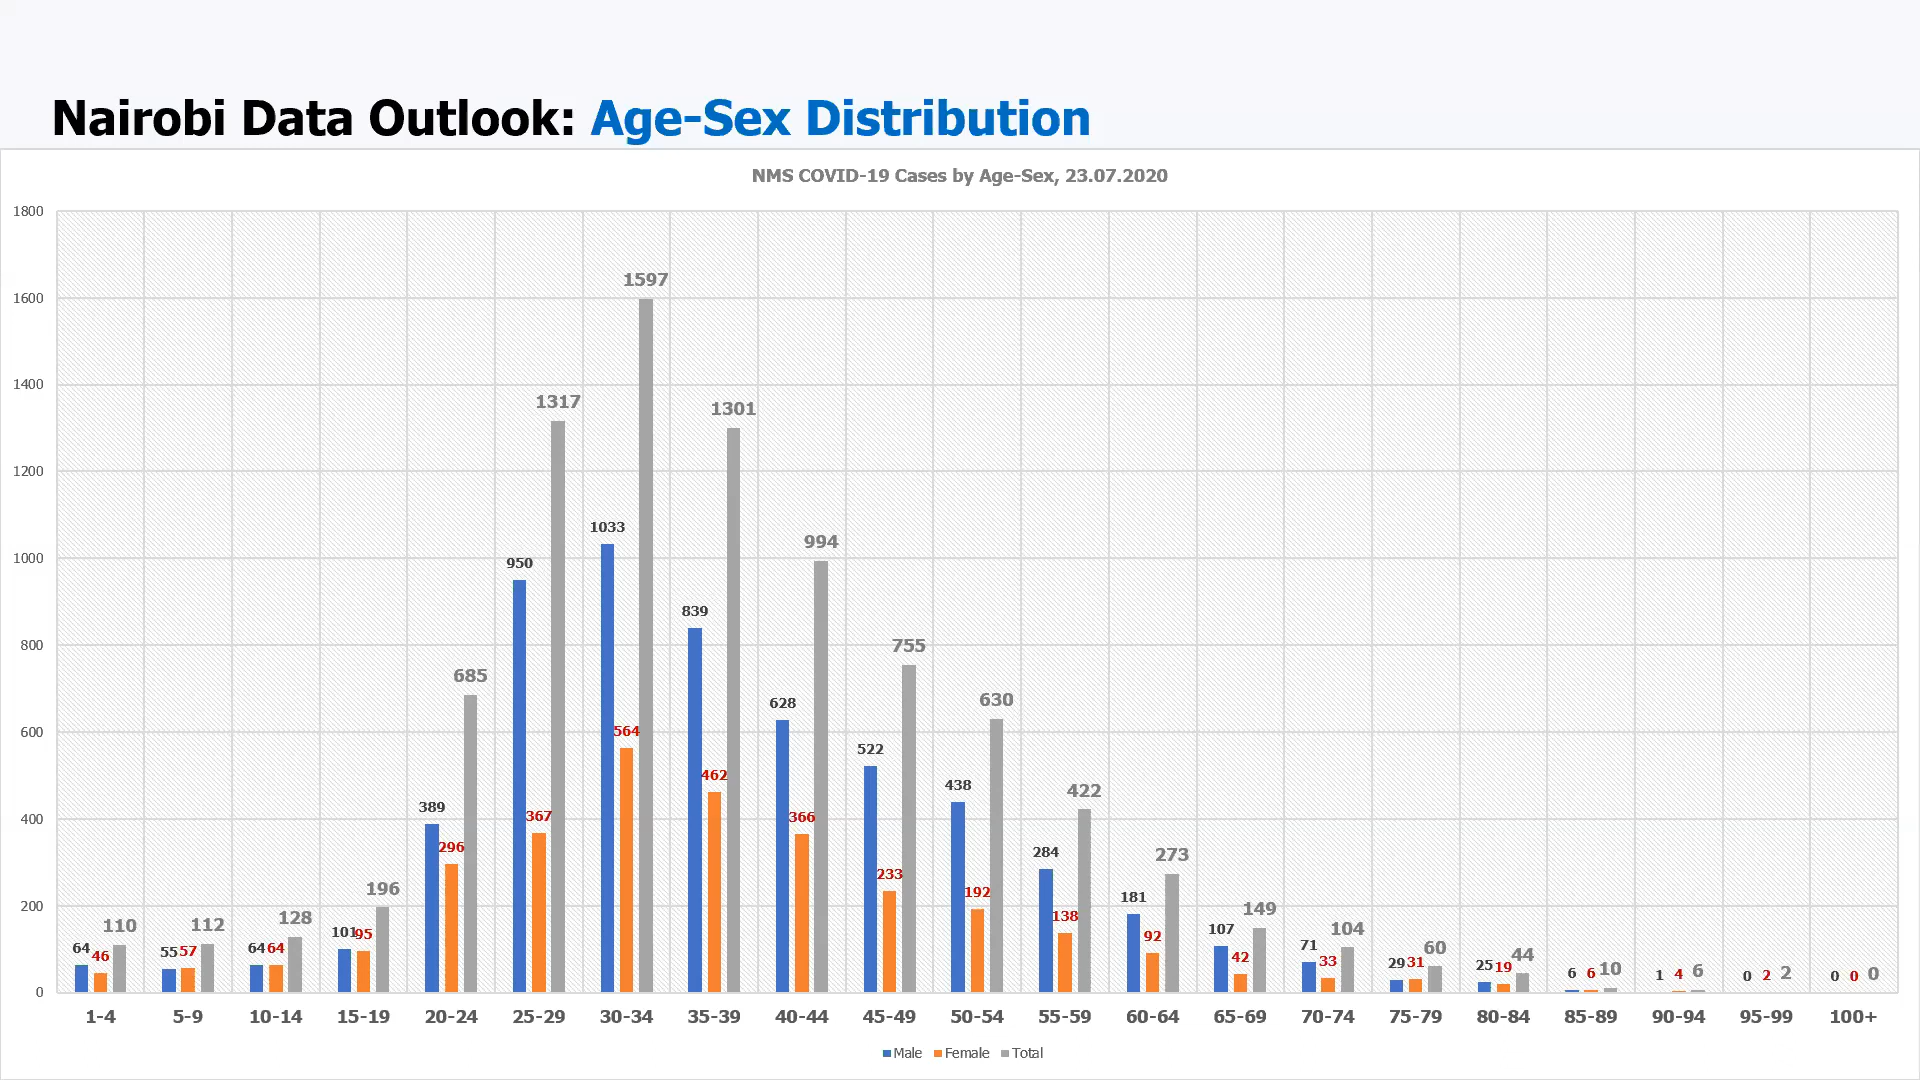 Nairobi Data Outlook: Age-Sex Distribution
NMS COVID-19 Cases by Age-Sex, 23.07.2020
1800
1600
1400
1200
1000
800
600
400
200
0
64 46 110
55 57 112
64 64 128
101 95 196
389 296 685
950 367 1317
1033 564 1597
839 462 1301
628 366 994
522 233 755
438 192 630
284 138 422
181 92 273
107 42 149
71 33 104
29 31 60
25 19 44
6 6 10
1 4 6
0 2 2
0 0 0
1-4 5-9 10-14 15-19 20-24 25-29 30-34 35-39 40-44 45-49 50-54 55-59 60-64 65-69 70-74 75-79 80-84 85-89 90-94 95-99 100+
Male Female Total